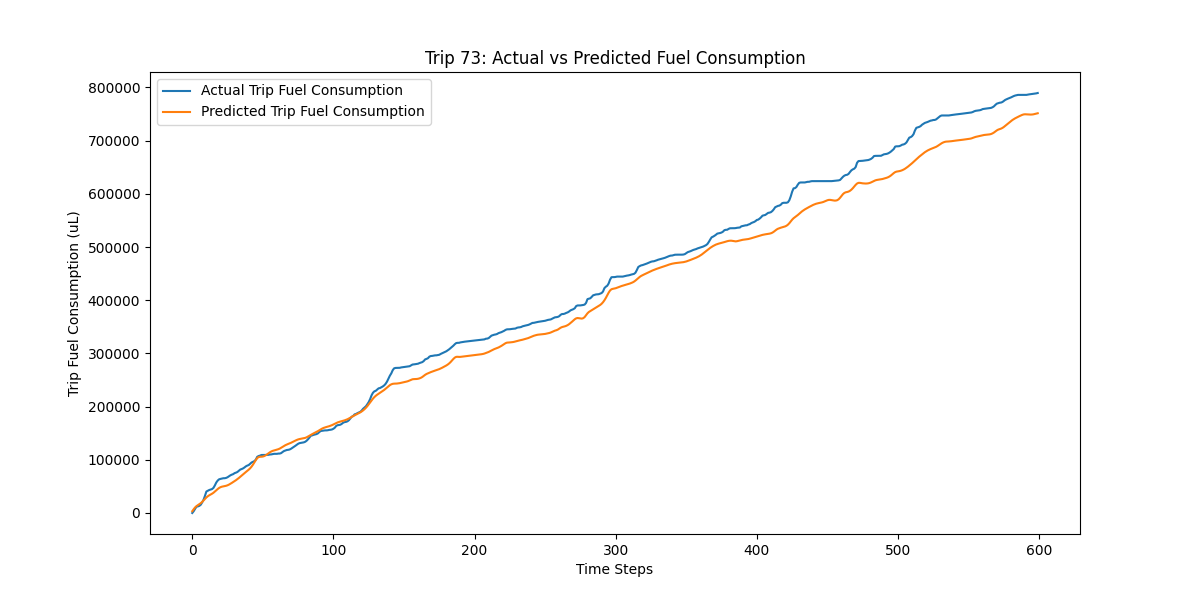 Trip 73: Actual vs Predicted Fuel Consumption
Actual Trip Fuel Consumption
Predicted Trip Fuel Consumption
Trip Fuel Consumption (uL)
800000
700000
600000
500000
400000
300000
200000
100000
0
0 100 200 300 400 500 600
Time Steps